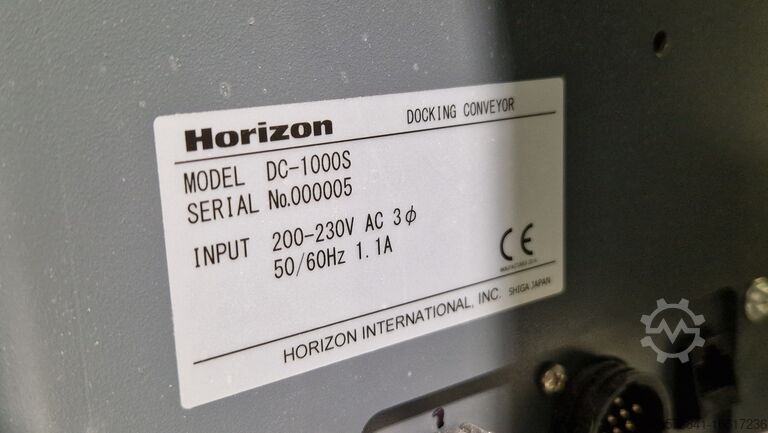 Horizon
DOCKING CONVEYOR
MODEL DC-1000S
SERIAL No.000005
INPUT 200-230V AC 3φ
50/60Hz 1.1A
CE
HORIZON INTERNATIONAL, INC. SHIGA JAPAN